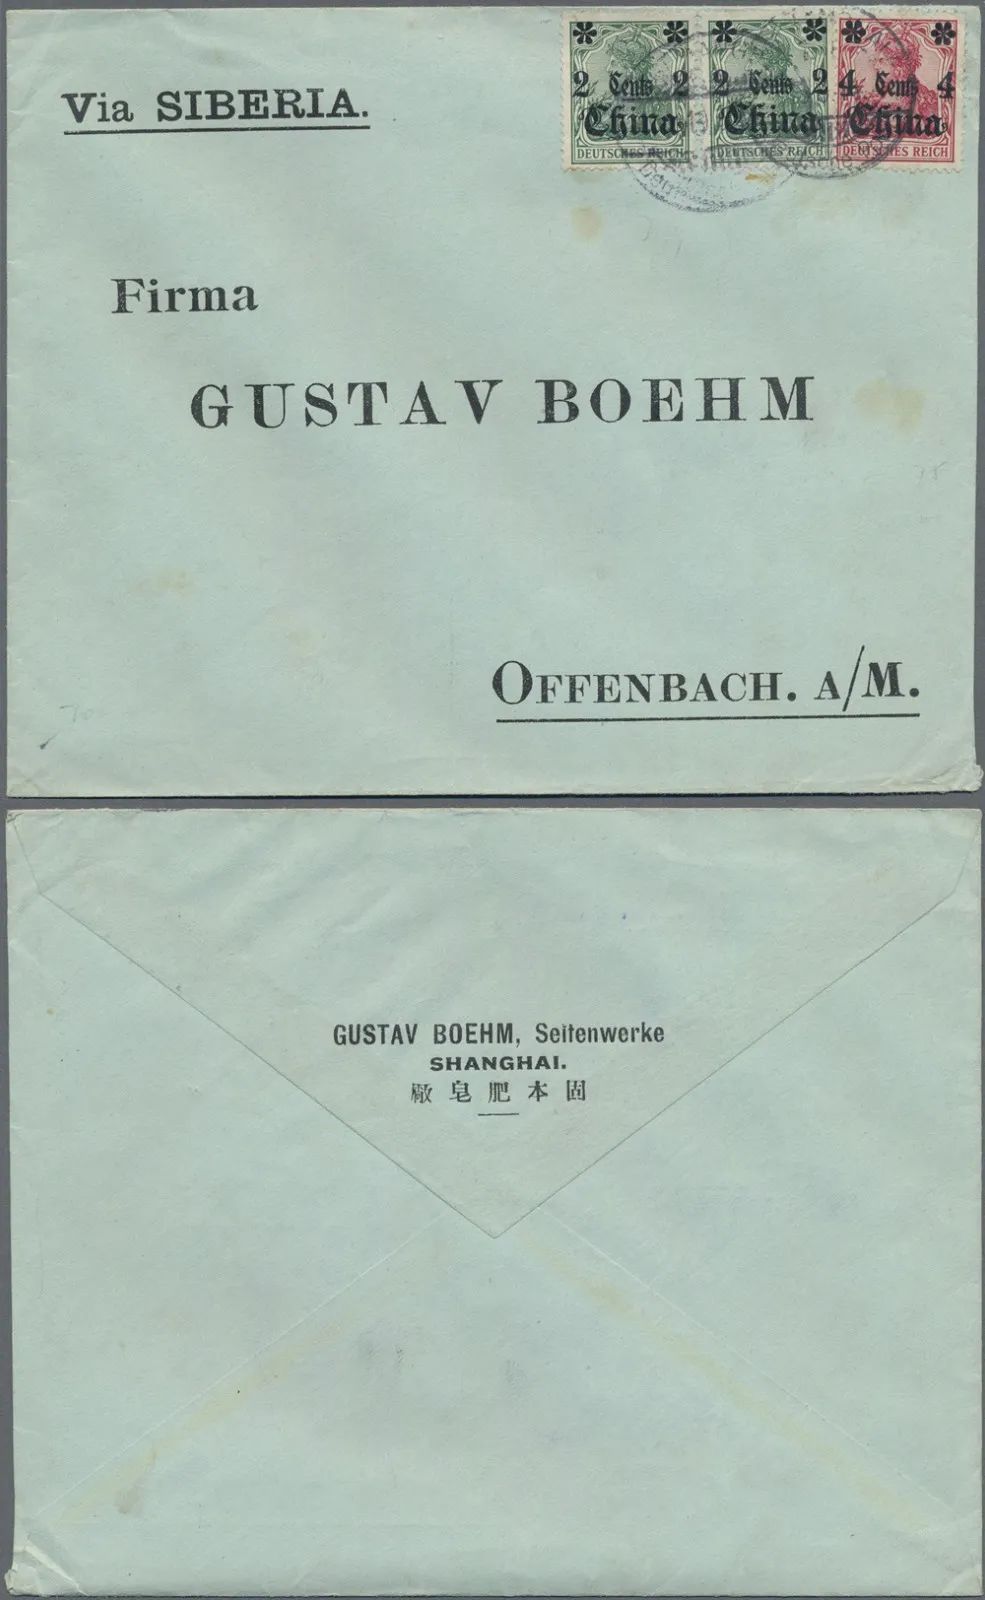 Via SIBERIA.
2 Cents 2
China
DEUTSCHES REICH
2 Cents 2
China
DEUTSCHES REICH
4 Cents 4
China
DEUTSCHES REICH
Firma
GUSTAV BOEHM
OFFENBACH. A/M.
GUSTAV BOEHM, Seifenwerke
SHANGHAI.
廠皂肥本固